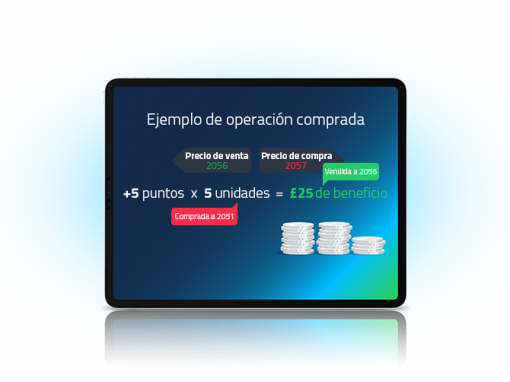 Ejemplo de operación comprada
Precio de venta
2056
Precio de compra
2057
Vendida a 2056
+5 puntos x 5 unidades = £25 de beneficio
Comprada a 2051